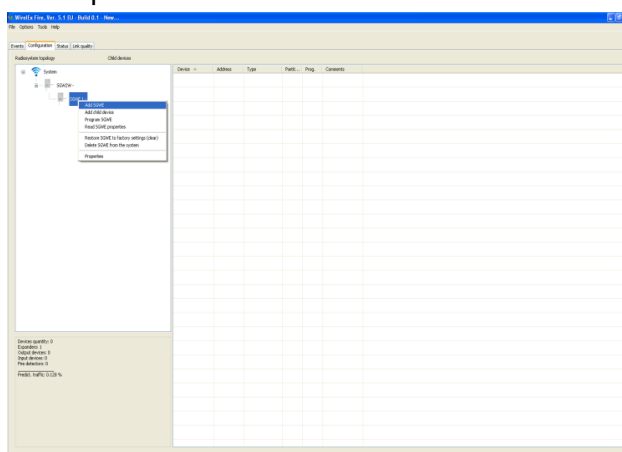 WireEx Fire, Ver. 5.1 EU - Build 0.1 - New...
File Options Tools Help
Events Configuration Status Link quality
Radiosystem topology Child devices
System
SGWE
Add SGWE
Add child device
Program SGWE
Read SGWE properties
Restore SGWE to factory settings (clear)
Delete SGWE from the system
Properties
Device Address Type Partit... Prog. Comments
Devices quantity: 0
Expanders: 1
Output devices: 0
Input devices: 0
Fire detectors: 0
Predict. traffic: 0.129 %